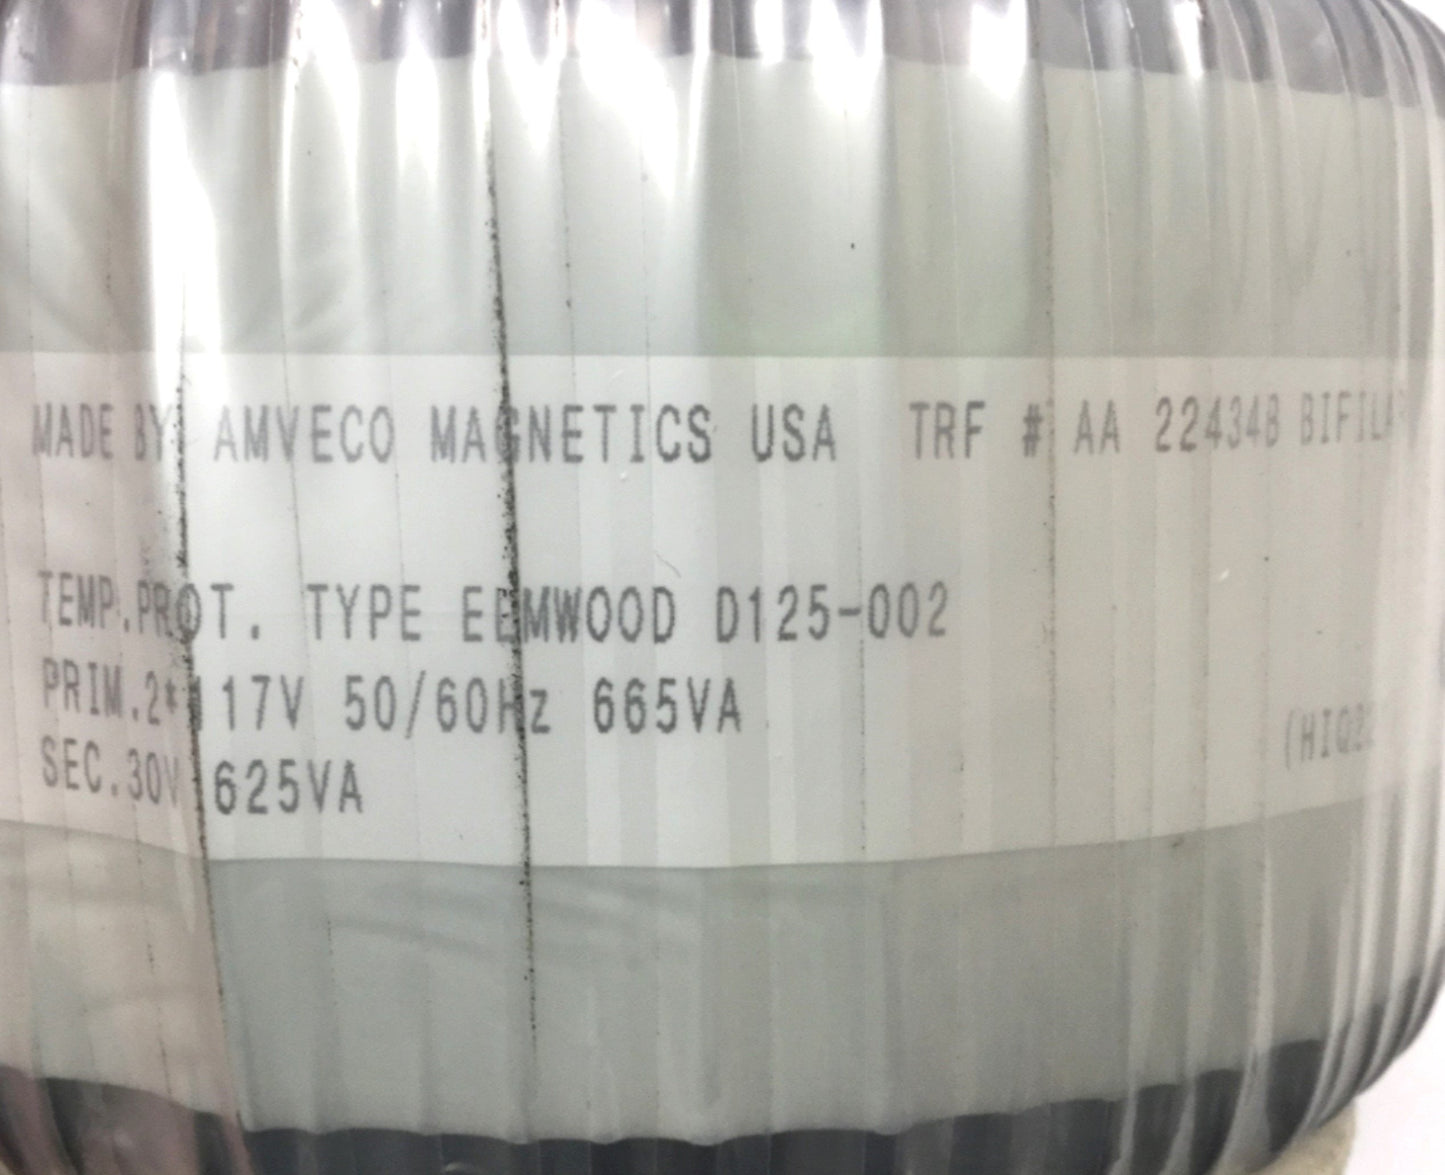 MADE BY AMVECO MAGNETICS USA TRF # AA 22434B BIFILAR
TEMP.PROT. TYPE ELMWOOD D125-002
PRIM.2*117V 50/60Hz 665VA
SEC.30V 625VA